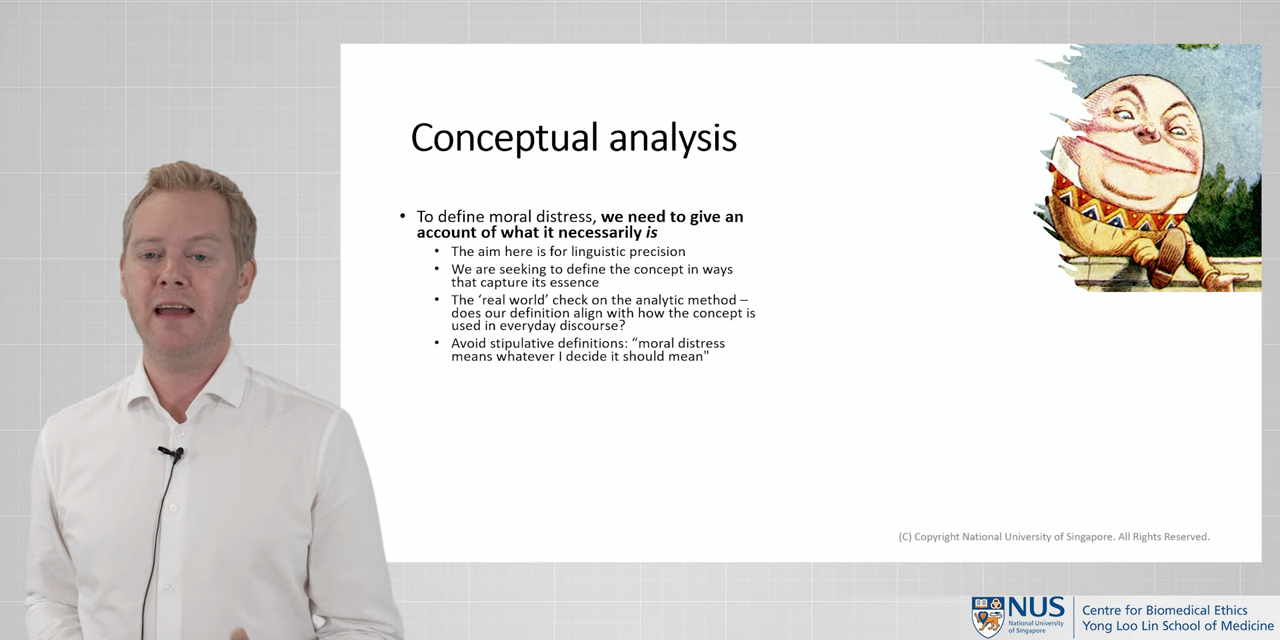 Conceptual analysis
• To define moral distress, we need to give an
account of what it necessarily is
• The aim here is for linguistic precision
• We are seeking to define the concept in ways
that capture its essence
• The ‘real world’ check on the analytic method –
does our definition align with how the concept is
used in everyday discourse?
• Avoid stipulative definitions: “moral distress
means whatever I decide it should mean"
(C) Copyright National University of Singapore. All Rights Reserved.
NUS
National University
of Singapore
Centre for Biomedical Ethics
Yong Loo Lin School of Medicine